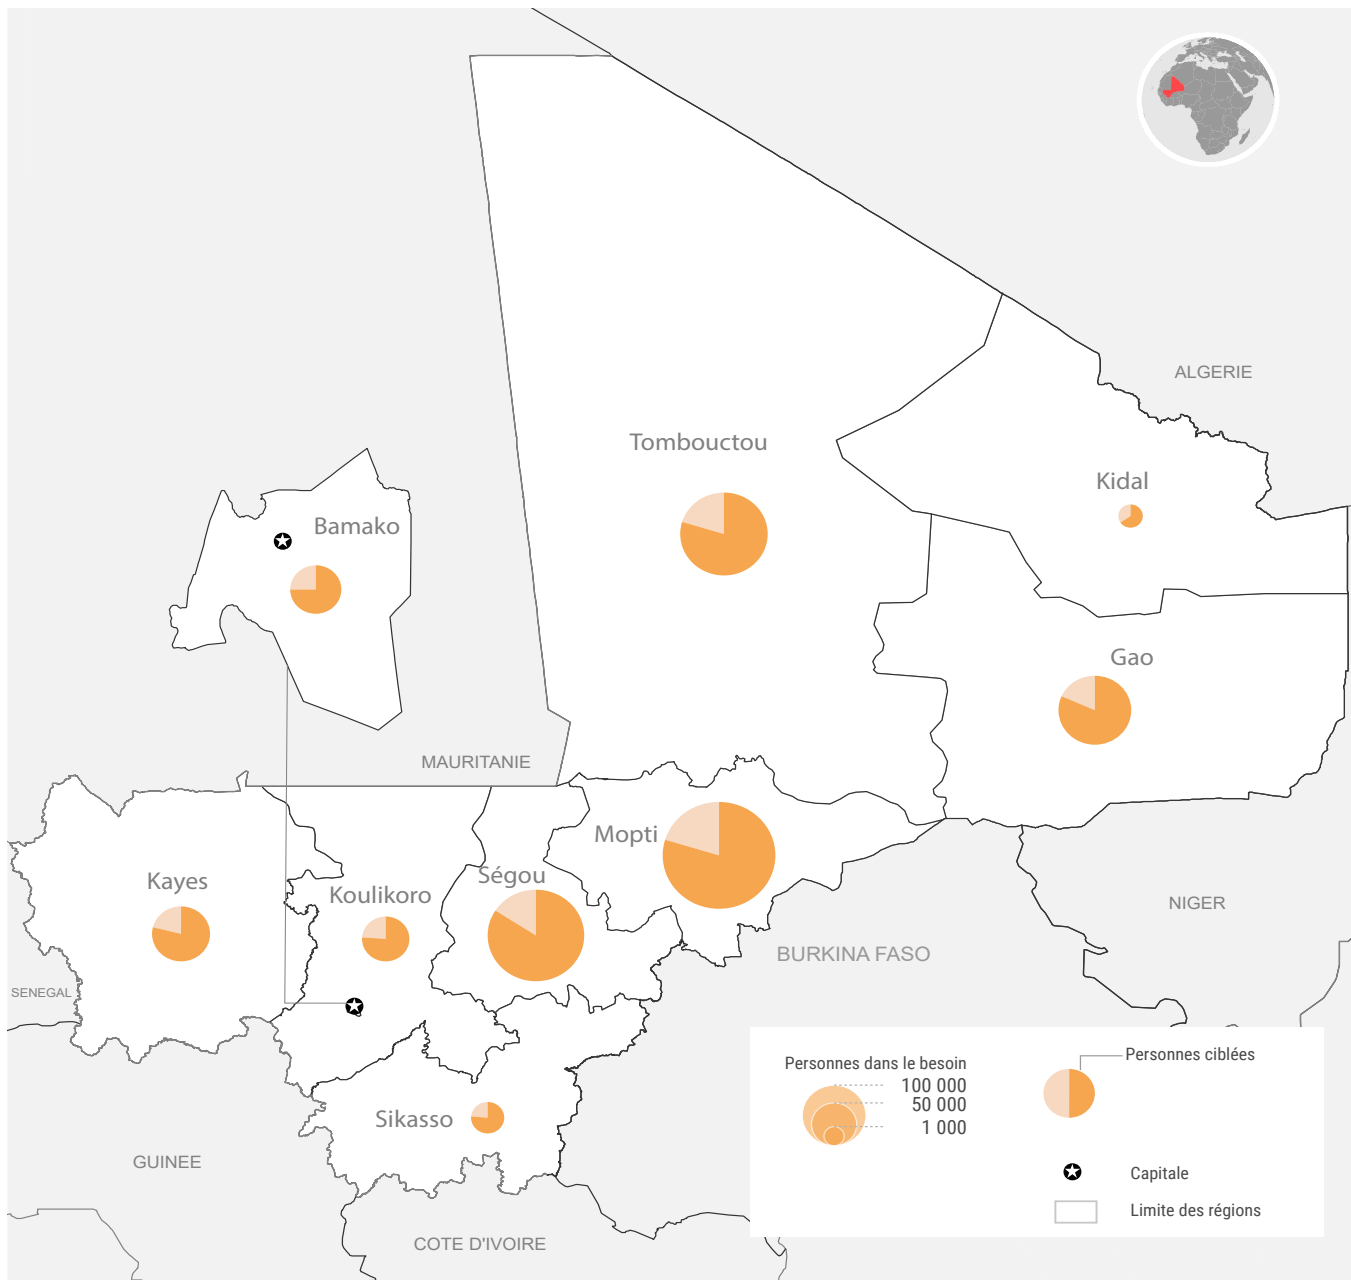 ALGERIE
Tombouctou
Kidal
Bamako
Gao
MAURITANIE
Mopti
Ségou
Kayes
Koulikoro
NIGER
BURKINA FASO
SENEGAL
Sikasso
GUINEE
COTE D'IVOIRE
Personnes dans le besoin
100 000
50 000
1 000
Personnes ciblées
Capitale
Limite des régions